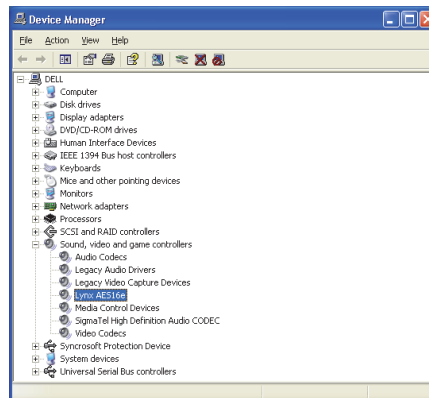 Device Manager
File Action View Help
DELL
Computer
Disk drives
Display adapters
DVD/CD-ROM drives
Human Interface Devices
IEEE 1394 Bus host controllers
Keyboards
Mice and other pointing devices
Monitors
Network adapters
Processors
SCSI and RAID controllers
Sound, video and game controllers
Audio Codecs
Legacy Audio Drivers
Legacy Video Capture Devices
Lynx AES16e
Media Control Devices
SigmaTel High Definition Audio CODEC
Video Codecs
Syncrosoft Protection Device
System devices
Universal Serial Bus controllers